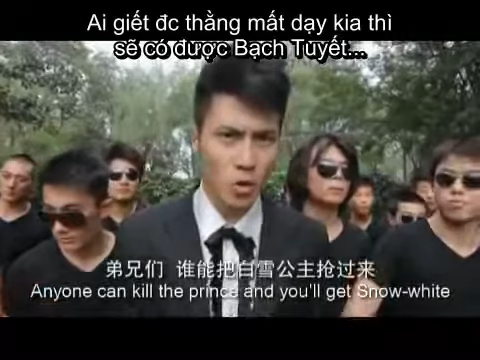 Ai giết đc thằng mất dạy kia thì
sẽ có được Bạch Tuyết...
弟兄们 谁能把白雪公主抢过来
Anyone can kill the prince and you'll get Snow-white